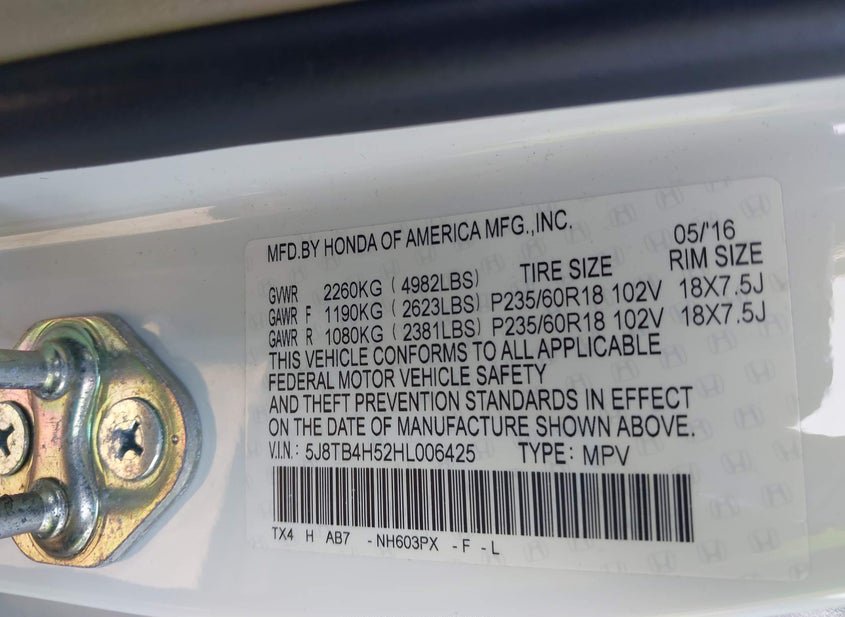 MFD.BY HONDA OF AMERICA MFG.,INC. 05/'16
TIRE SIZE RIM SIZE
GVWR 2260KG ( 4982LBS)
GAWR F 1190KG ( 2623LBS) P235/60R18 102V 18X7.5J
GAWR R 1080KG ( 2381LBS) P235/60R18 102V 18X7.5J
THIS VEHICLE CONFORMS TO ALL APPLICABLE
FEDERAL MOTOR VEHICLE SAFETY
AND THEFT PREVENTION STANDARDS IN EFFECT
ON THE DATE OF MANUFACTURE SHOWN ABOVE.
V.I.N.: 5J8TB4H52HL006425 TYPE: MPV
TX4 H AB7 -NH603PX -F -L